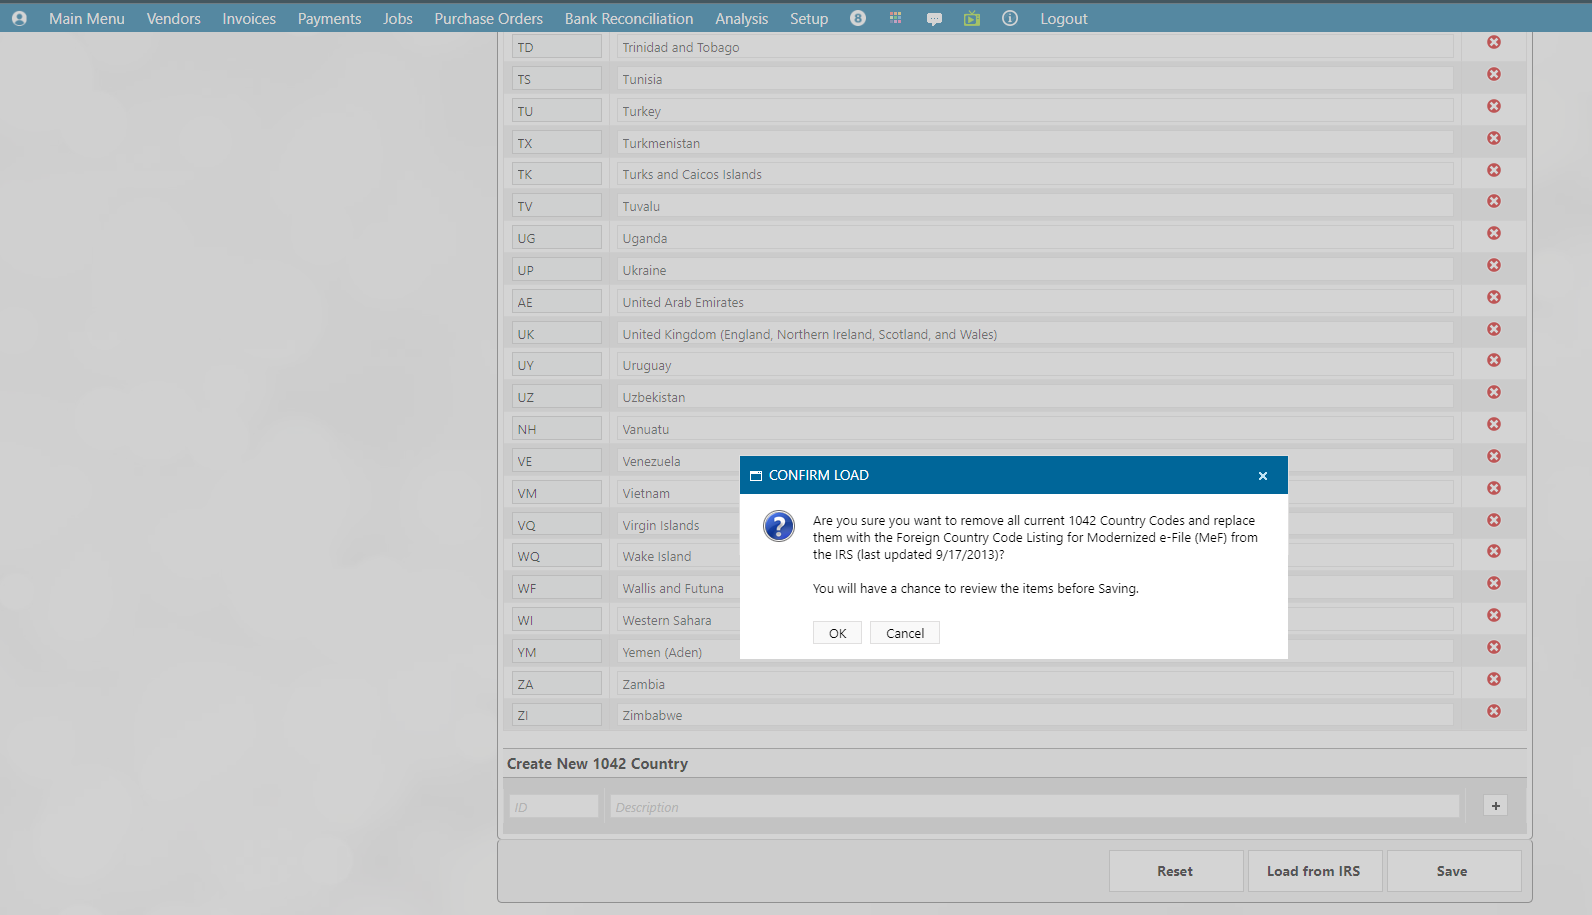 Main Menu Vendors Invoices Payments Jobs Purchase Orders Bank Reconciliation Analysis Setup 8 Logout
TD Trinidad and Tobago
TS Tunisia
TU Turkey
TX Turkmenistan
TK Turks and Caicos Islands
TV Tuvalu
UG Uganda
UP Ukraine
AE United Arab Emirates
UK United Kingdom (England, Northern Ireland, Scotland, and Wales)
UY Uruguay
UZ Uzbekistan
NH Vanuatu
VE Venezuela
VM Vietnam
VQ Virgin Islands
WQ Wake Island
WF Wallis and Futuna
WI Western Sahara
YM Yemen (Aden)
ZA Zambia
ZI Zimbabwe
CONFIRM LOAD
Are you sure you want to remove all current 1042 Country Codes and replace
them with the Foreign Country Code Listing for Modernized e-File (MeF) from
the IRS (last updated 9/17/2013)?
You will have a chance to review the items before Saving.
OK Cancel
Create New 1042 Country
ID Description +
Reset Load from IRS Save